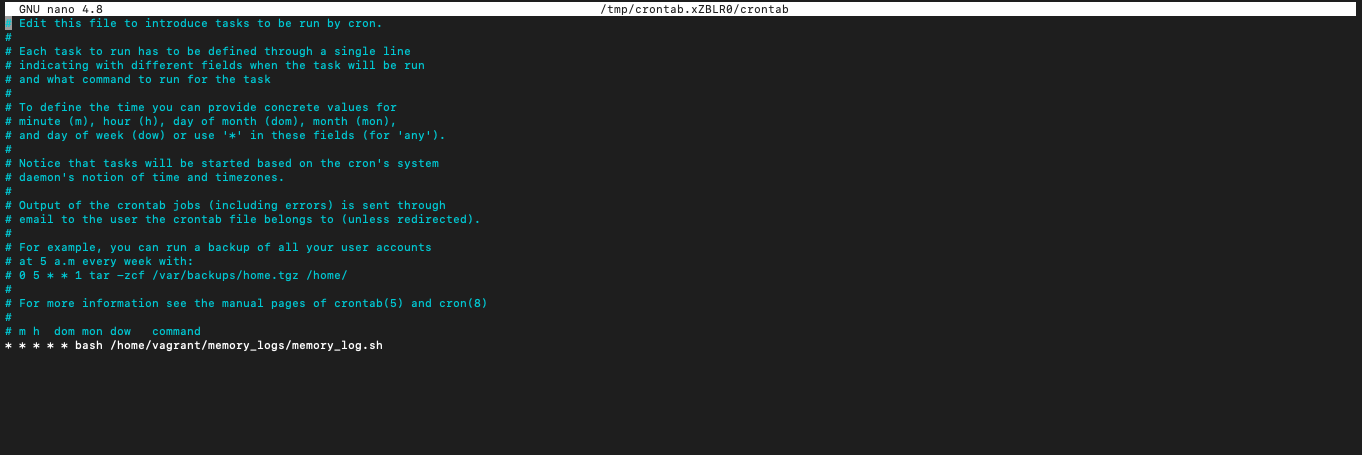 GNU nano 4.8 /tmp/crontab.xZBLR0/crontab
# Edit this file to introduce tasks to be run by cron.
#
# Each task to run has to be defined through a single line
# indicating with different fields when the task will be run
# and what command to run for the task
#
# To define the time you can provide concrete values for
# minute (m), hour (h), day of month (dom), month (mon),
# and day of week (dow) or use '*' in these fields (for 'any').
#
# Notice that tasks will be started based on the cron's system
# daemon's notion of time and timezones.
#
# Output of the crontab jobs (including errors) is sent through
# email to the user the crontab file belongs to (unless redirected).
#
# For example, you can run a backup of all your user accounts
# at 5 a.m every week with:
# 0 5 * * 1 tar -zcf /var/backups/home.tgz /home/
#
# For more information see the manual pages of crontab(5) and cron(8)
#
# m h  dom mon dow   command
* * * * * bash /home/vagrant/memory_logs/memory_log.sh